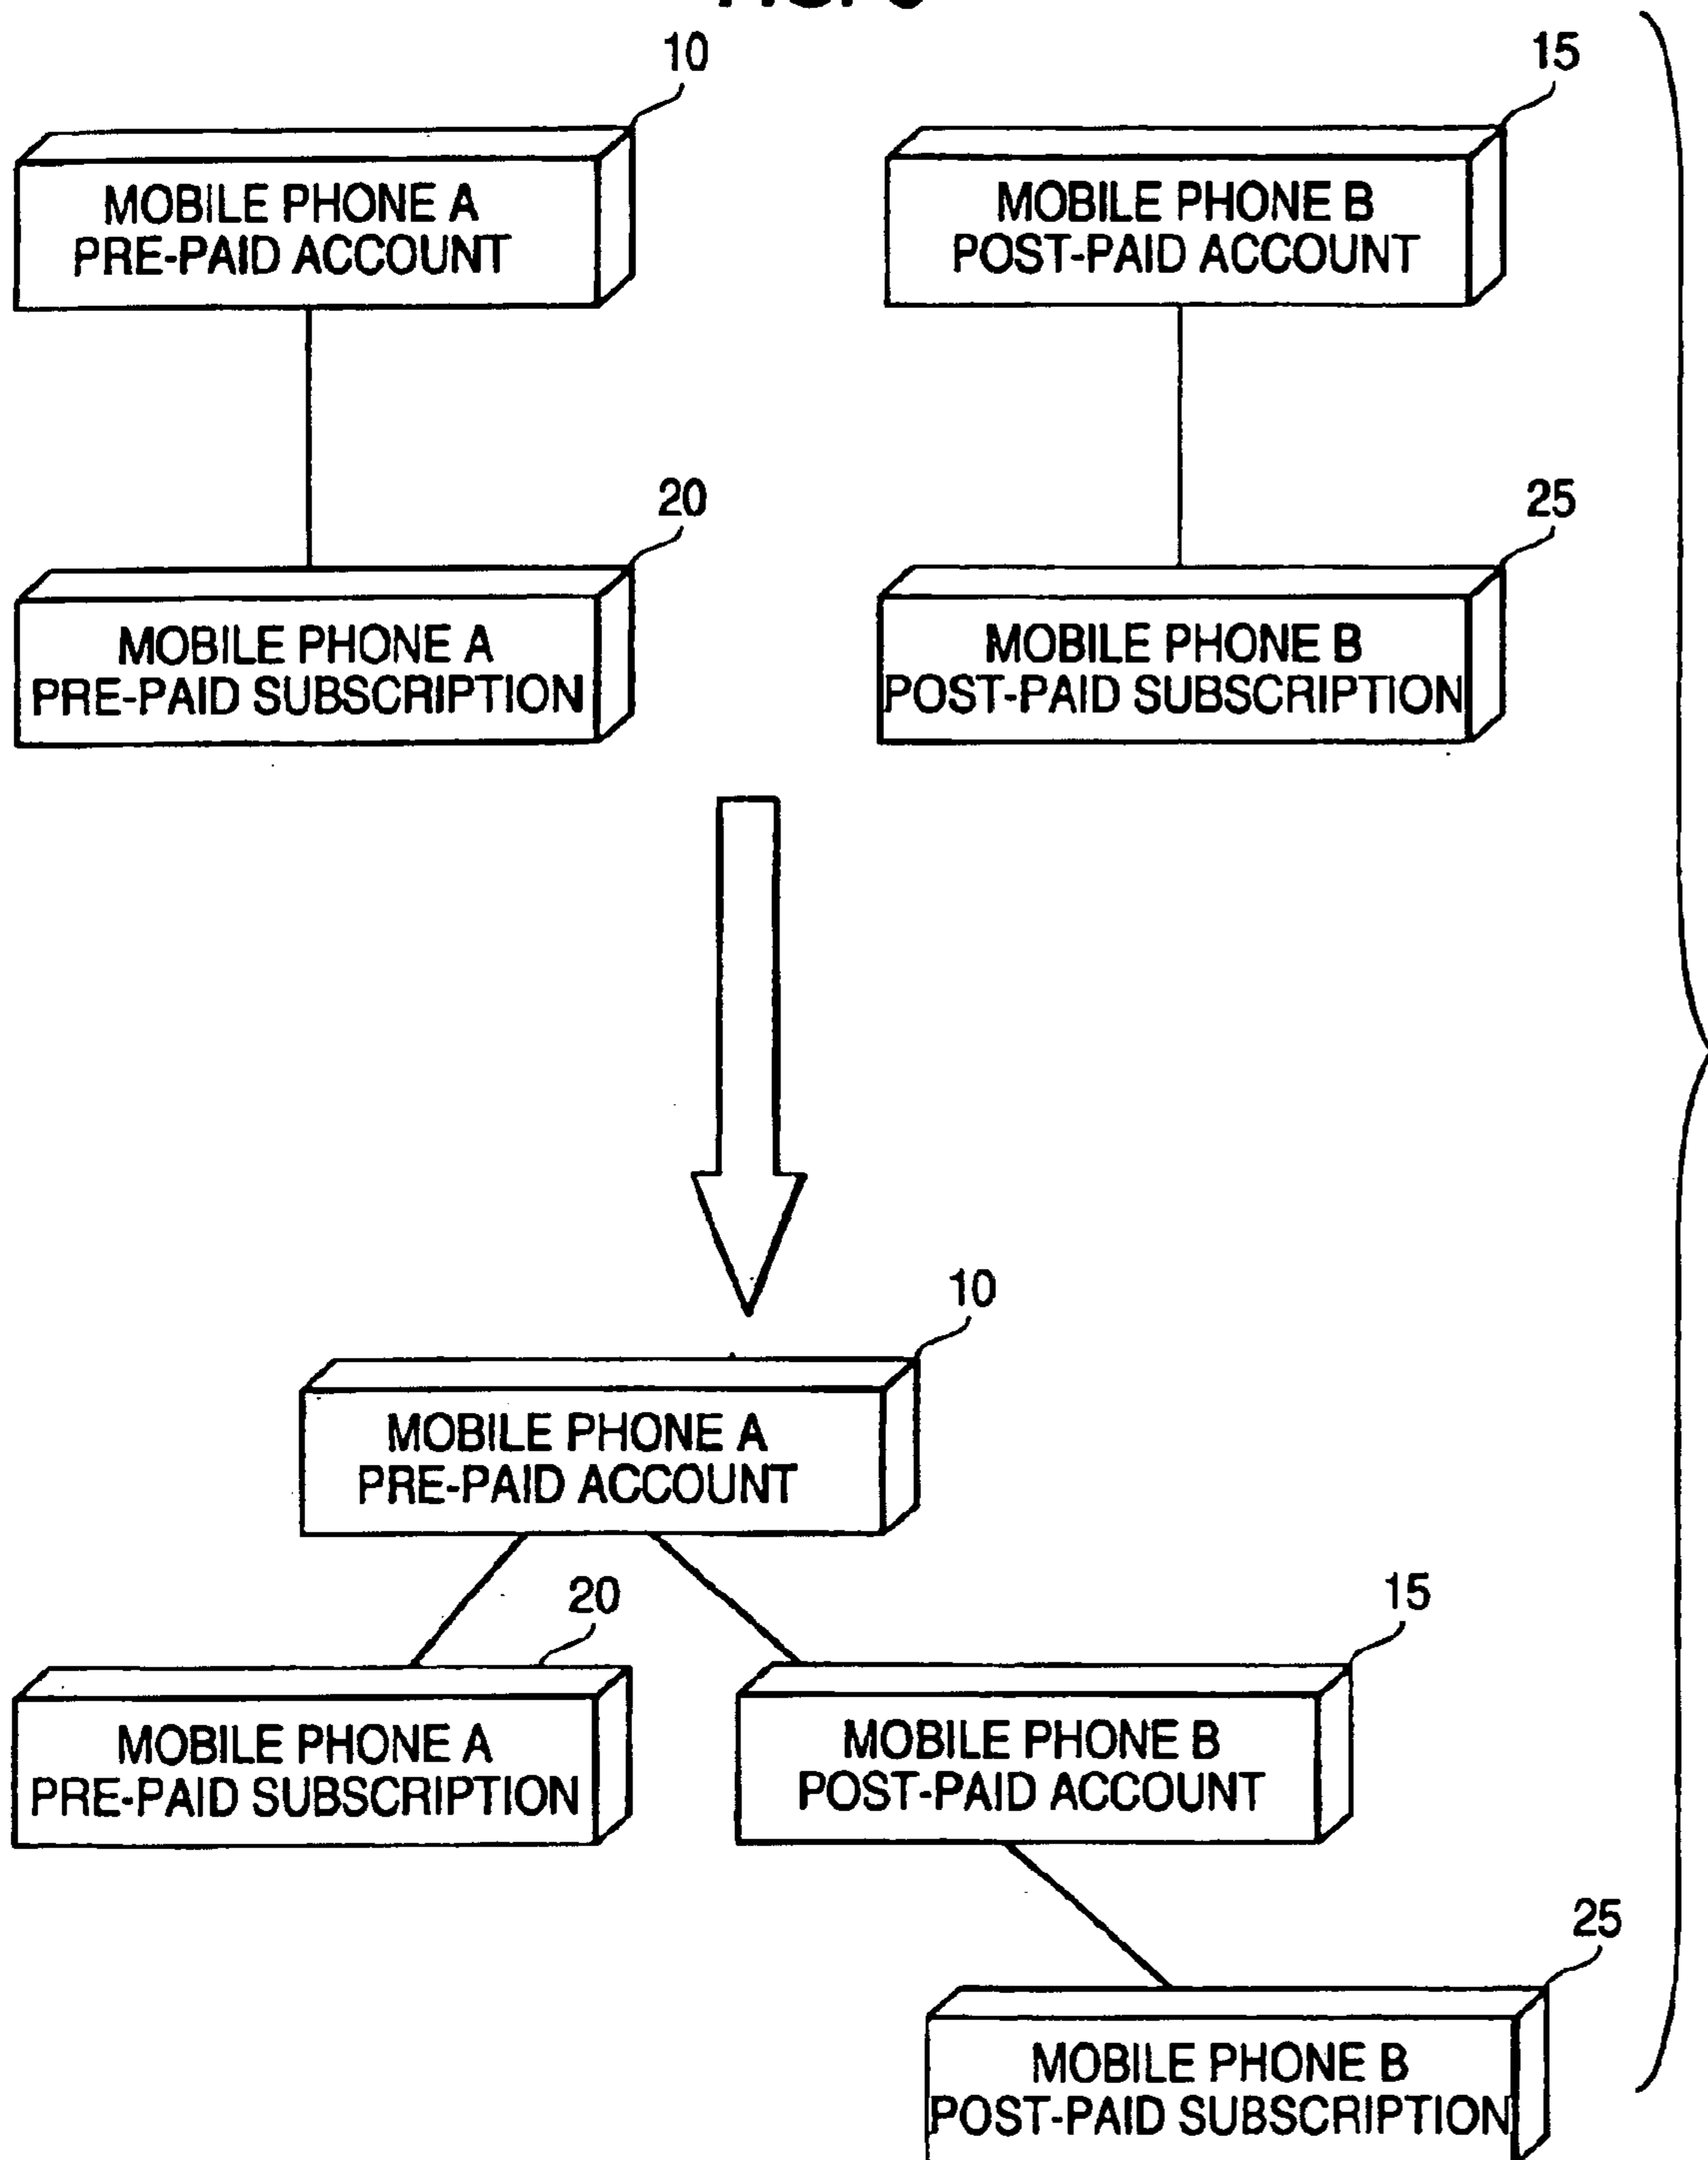 10
15
MOBILE PHONE A
PRE-PAID ACCOUNT
MOBILE PHONE B
POST-PAID ACCOUNT
20
25
MOBILE PHONE A
PRE-PAID SUBSCRIPTION
MOBILE PHONE B
POST-PAID SUBSCRIPTION
10
MOBILE PHONE A
PRE-PAID ACCOUNT
20
15
MOBILE PHONE A
PRE-PAID SUBSCRIPTION
MOBILE PHONE B
POST-PAID ACCOUNT
25
MOBILE PHONE B
POST-PAID SUBSCRIPTION